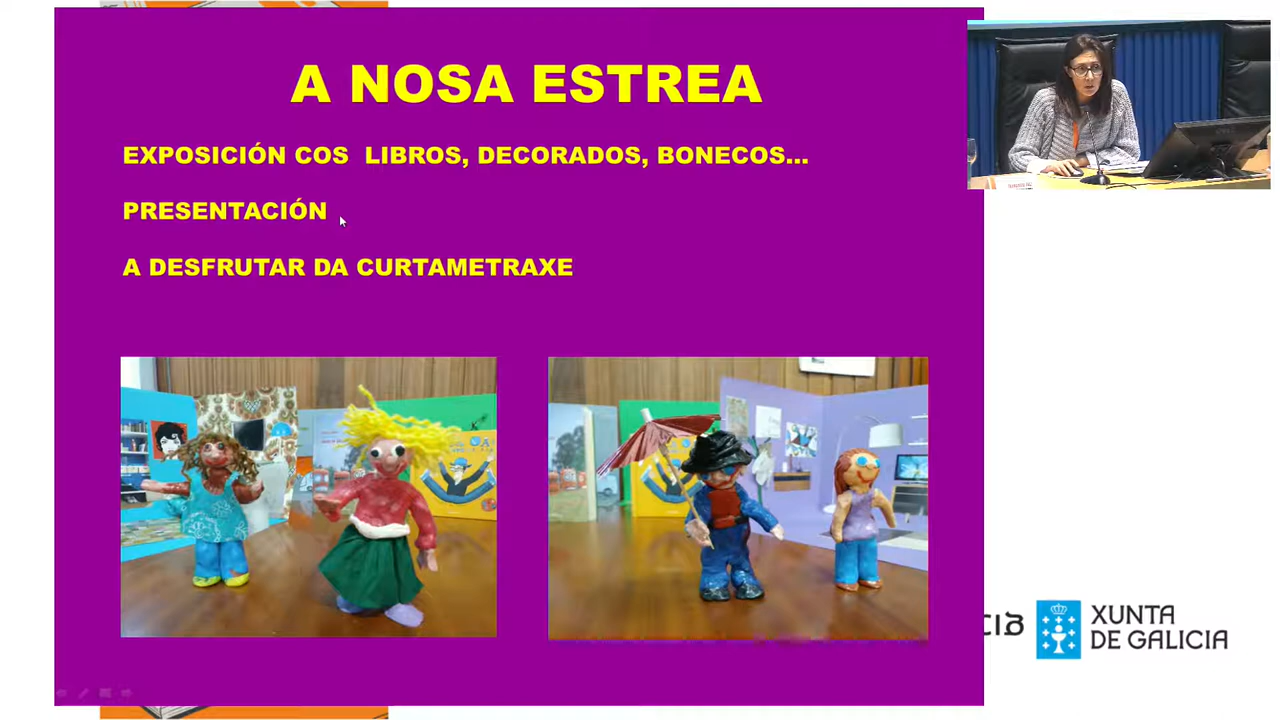 A NOSA ESTREA
EXPOSICIÓN COS LIBROS, DECORADOS, BONECOS...
PRESENTACIÓN
A DESFRUTAR DA CURTAMETRAXE
XUNTA
DE GALICIA